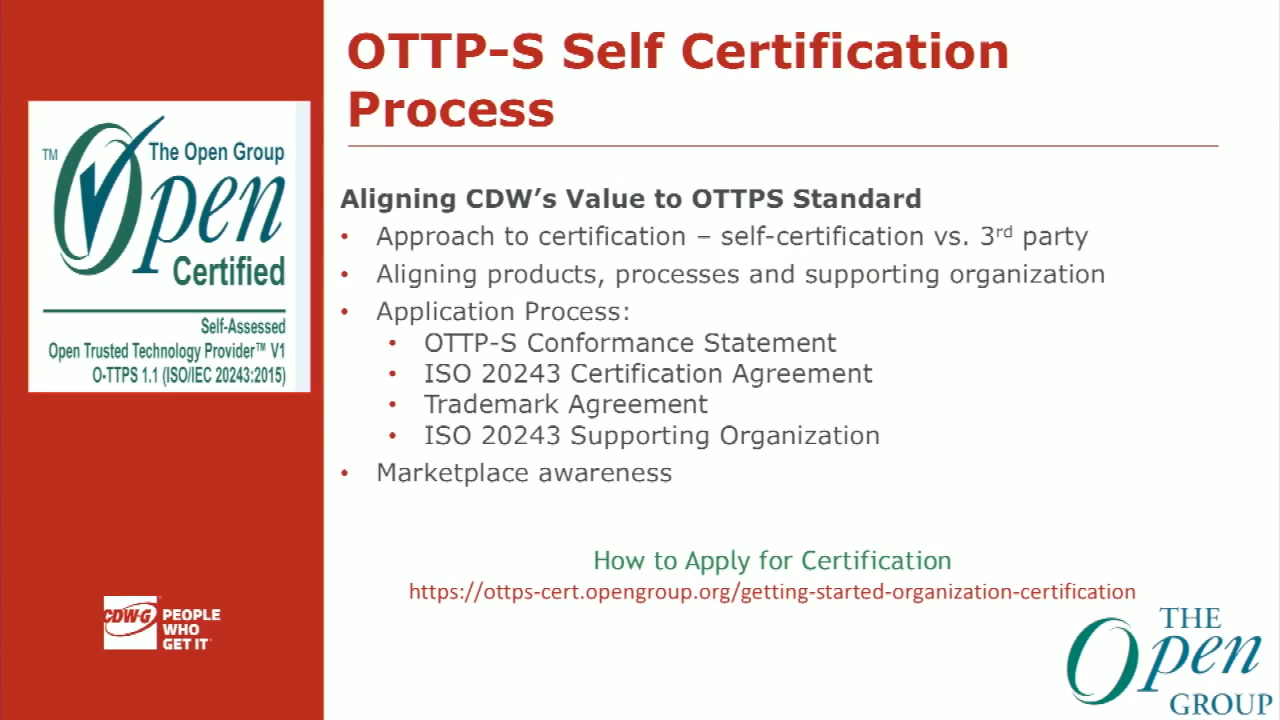 OTTP-S Self Certification
Process
TM
The Open Group
Open
Certified
Self-Assessed
Open Trusted Technology Provider™ V1
O-TTPS 1.1 (ISO/IEC 20243:2015)
Aligning CDW’s Value to OTTPS Standard
• Approach to certification – self-certification vs. 3rd party
• Aligning products, processes and supporting organization
• Application Process:
• OTTP-S Conformance Statement
• ISO 20243 Certification Agreement
• Trademark Agreement
• ISO 20243 Supporting Organization
• Marketplace awareness
How to Apply for Certification
https://ottps-cert.opengroup.org/getting-started-organization-certification
CDW·G
PEOPLE
WHO
GET IT
THE
Open
GROUP